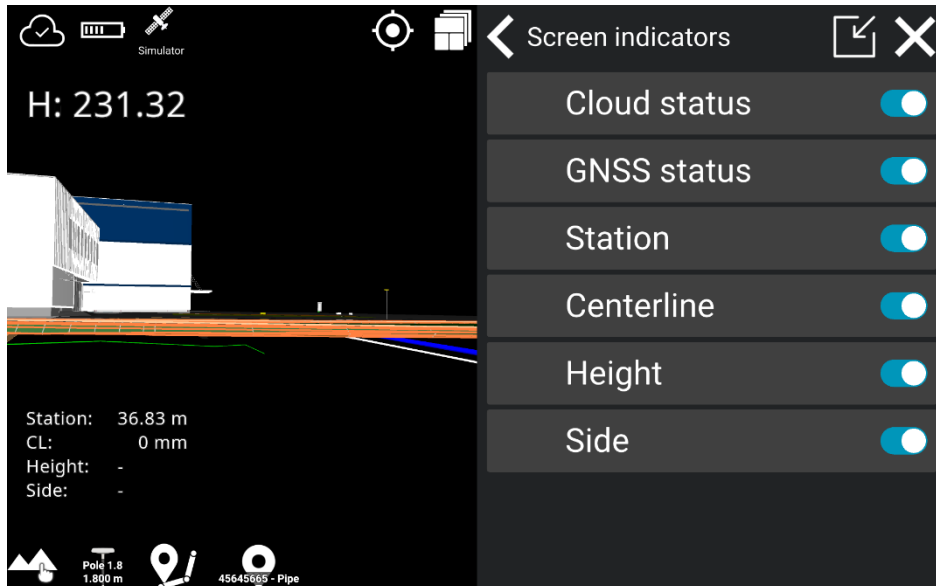 Simulator
H: 231.32
Station: 36.83 m
CL: 0 mm
Height: -
Side: -
Pole 1.8
1.800 m
45645665 - Pipe
Screen indicators
Cloud status
GNSS status
Station
Centerline
Height
Side